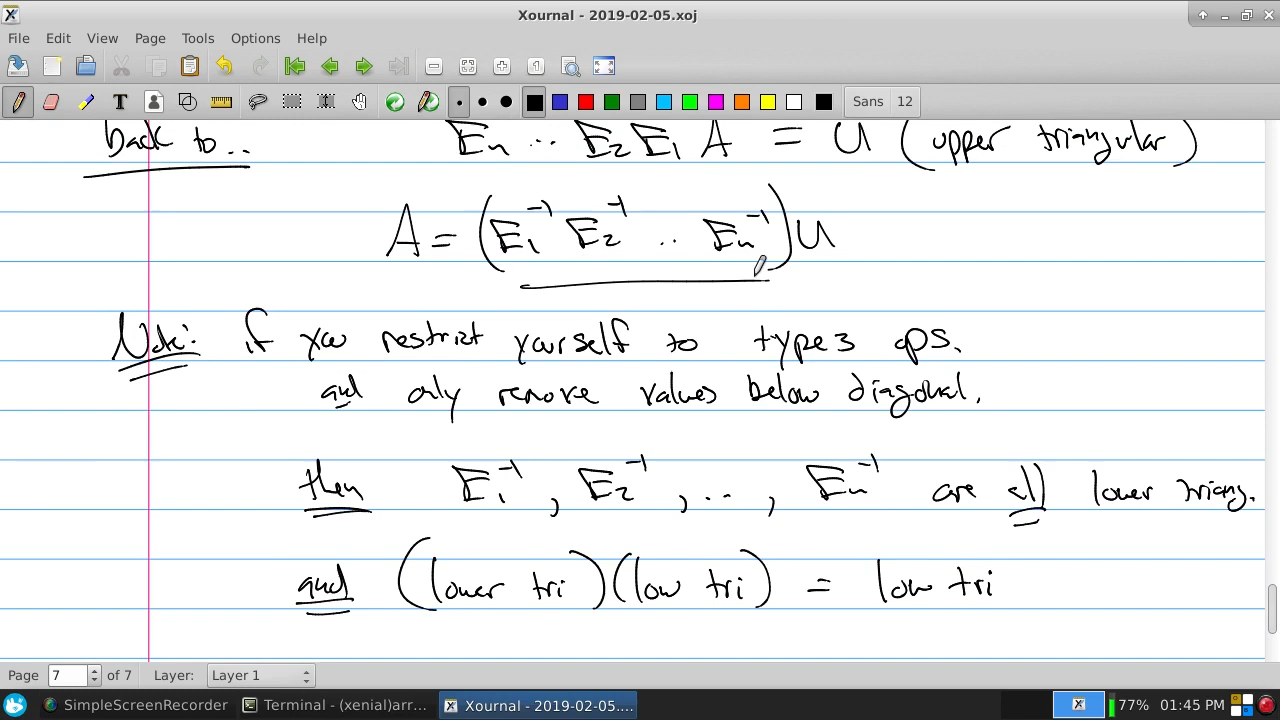 Xournal - 2019-02-05.xoj
File Edit View Page Tools Options Help
Sans 12
back to..
En ... E2 E1 A = U (upper triangular)
A = (E1^-1 E2^-1 .. En^-1) U
Note: if you restrict yourself to type 3 ops.
and only remove values below diagonal.
then E1^-1, E2^-1, ..., En^-1 are all lower triang.
and (lower tri)(low tri) = low tri
Page 7 of 7 Layer: Layer 1
SimpleScreenRecorder Terminal - (xenial)arr... Xournal - 2019-02-05.... 77% 01:45 PM